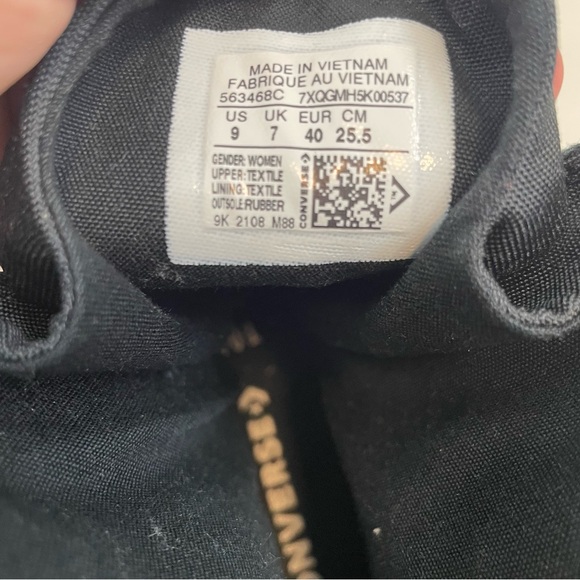 MADE IN VIETNAM
FABRIQUE AU VIETNAM
563468C 7XQGMH5K00537
US UK EUR CM
9 7 40 25.5
GENDER: WOMEN
UPPER: TEXTILE
LINING: TEXTILE
OUTSOLE: RUBBER
9K 2108 M88
CONVERSE
CONVERSE